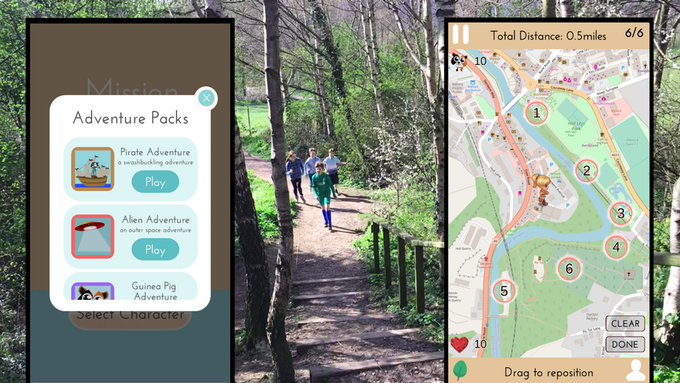 Mission
Adventure Packs
X
Pirate Adventure
a swashbuckling adventure
Play
Alien Adventure
an outer space adventure
Play
Guinea Pig
Adventure
Select Character
Total Distance: 0.5miles
6/6
10
1
2
3
4
5
6
10
CLEAR
DONE
Drag to reposition